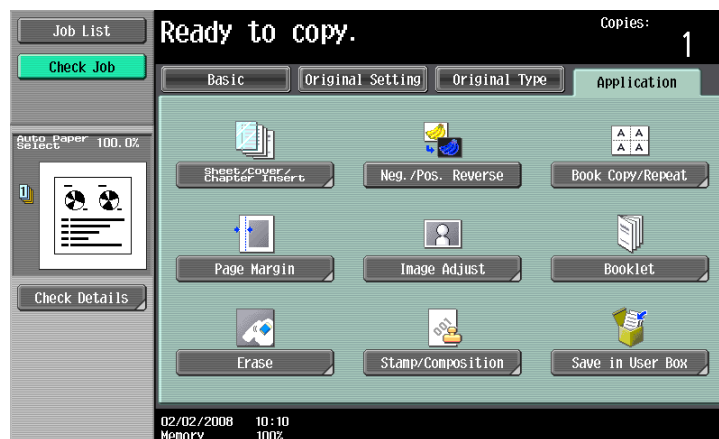 Job List
Check Job
Ready to copy.
Copies:
1
Basic
Original Setting
Original Type
Application
Auto Paper
Select
100.0%
1
Sheet/Cover/
Chapter Insert
Neg./Pos. Reverse
A A
A A
Book Copy/Repeat
Page Margin
Image Adjust
Booklet
Check Details
001
Erase
Stamp/Composition
Save in User Box
02/02/2008 10:10
Memory 100%